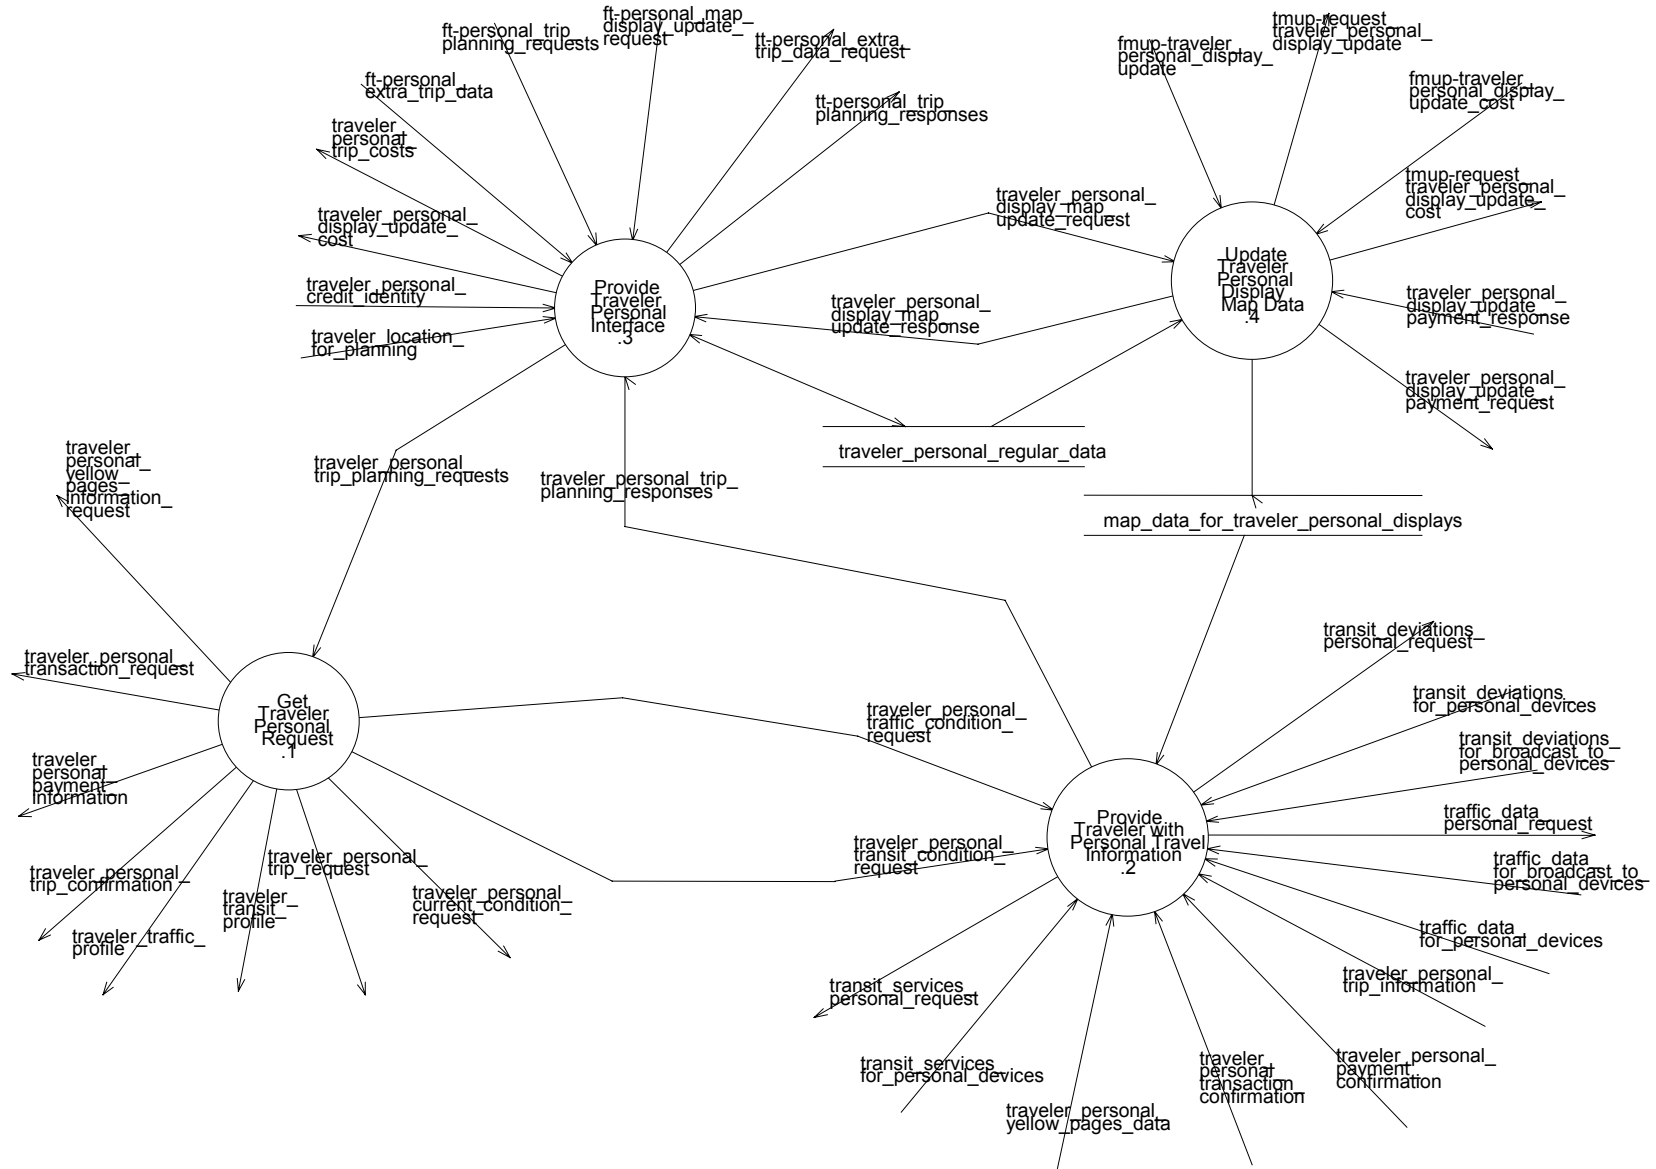 ft-personal_trip_
planning_requests
ft-personal_map_
display_update_
request
tt-personal_extra_
trip_data_request
tt-personal_trip_
planning_responses
ft-personal_
extra_trip_data
traveler_
personal_
trip_costs
traveler_personal_
display_update_
cost
traveler_personal_
credit_identity
traveler_location_
for_planning
Provide
Traveler
Personal
Interface
.3
fmup-traveler_
personal_display_
update
tmup-request_
traveler_personal_
display_update
fmup-traveler_
personal_display_
update_cost
tmup-request_
traveler_personal_
display_update_
cost
traveler_personal_
display_map_
update_request
Update
Traveler
Personal
Display
Map Data
.4
traveler_personal_
display_map_
update_response
traveler_personal_
display_update_
payment_response
traveler_personal_
display_update_
payment_request
traveler_personal_regular_data
map_data_for_traveler_personal_displays
traveler_
personal_
yellow_
pages_
information_
request
traveler_personal_
trip_planning_requests
traveler_personal_trip_
planning_responses
traveler_personal_
transaction_request
Get
Traveler
Personal
Request
.1
traveler_
personal_
payment_
information
traveler_personal_
trip_confirmation
traveler_traffic_
profile
traveler_
transit_
profile
traveler_personal_
trip_request
traveler_personal_
current_condition_
request
traveler_personal_
traffic_condition_
request
traveler_personal_
transit_condition_
request
Provide
Traveler with
Personal Travel
Information
.2
transit_deviations_
personal_request
transit_deviations_
for_personal_devices
transit_deviations_
for_broadcast_to_
personal_devices
traffic_data_
personal_request
traffic_data_
for_broadcast_to_
personal_devices
traffic_data_
for_personal_devices
traveler_personal_
trip_information
traveler_personal_
payment_
confirmation
traveler_
personal_
transaction_
confirmation
traveler_personal_
yellow_pages_data
transit_services_
for_personal_devices
transit_services_
personal_request